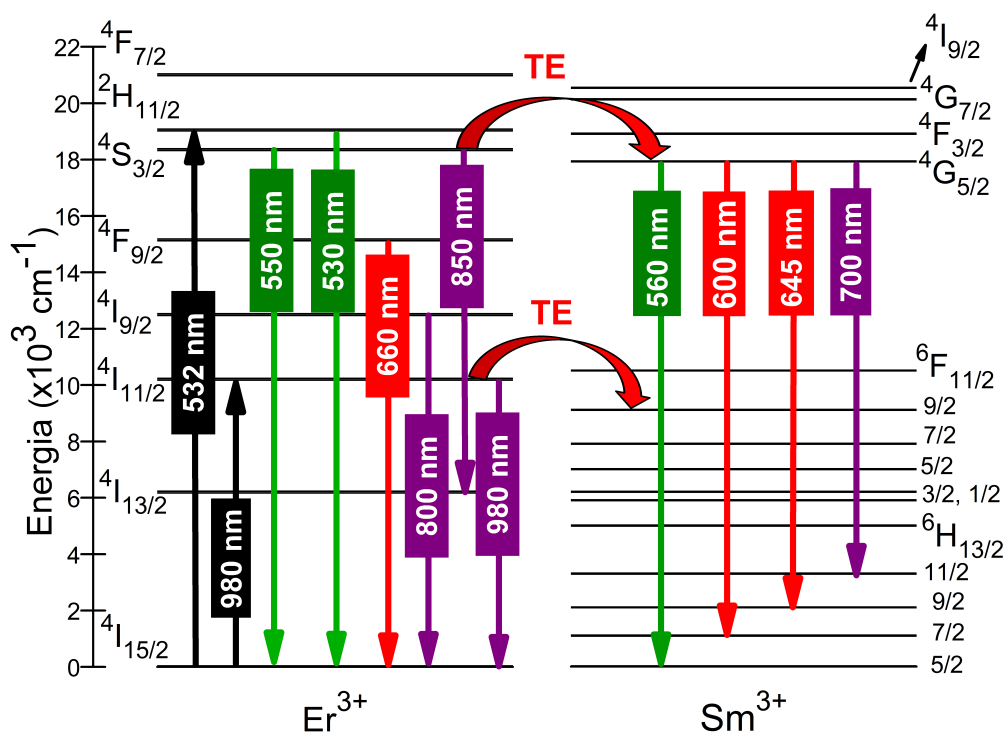 Energia (x10³ cm⁻¹)
22
20
18
16
14
12
10
8
6
4
2
0
⁴F₇/₂
²H₁₁/₂
⁴S₃/₂
⁴F₉/₂
⁴I₉/₂
⁴I₁₁/₂
⁴I₁₃/₂
⁴I₁₅/₂
532 nm
980 nm
550 nm
530 nm
660 nm
800 nm
850 nm
980 nm
TE
TE
560 nm
600 nm
645 nm
700 nm
⁴I₉/₂
⁴G₇/₂
⁴F₃/₂
⁴G₅/₂
⁶F₁₁/₂
9/2
7/2
5/2
3/2, 1/2
⁶H₁₃/₂
11/2
9/2
7/2
5/2
Er³⁺
Sm³⁺